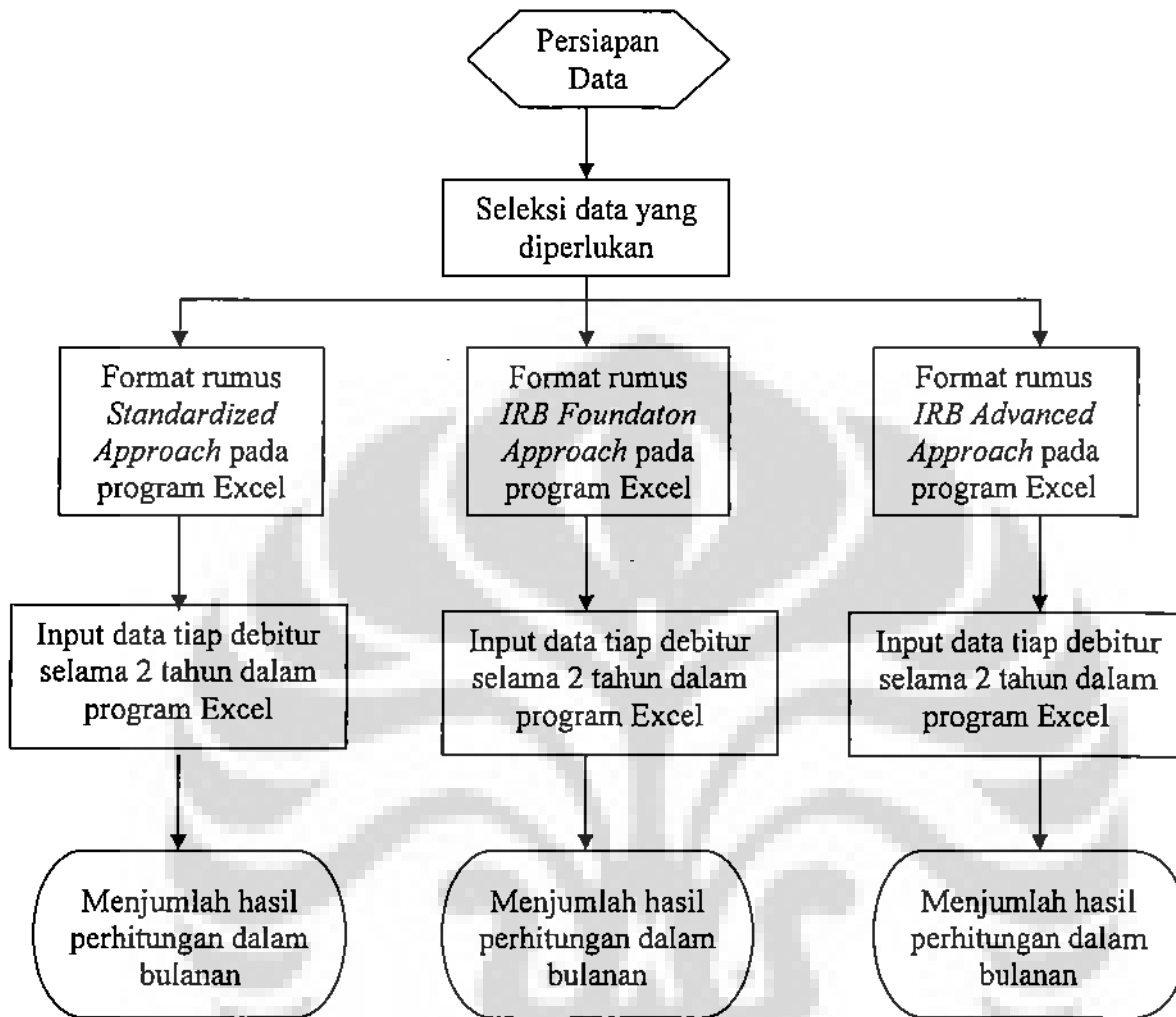 Persiapan
Data
Seleksi data yang
diperlukan
Format rumus
Standardized
Approach pada
program Excel
Format rumus
IRB Foundaton
Approach pada
program Excel
Format rumus
IRB Advanced
Approach pada
program Excel
Input data tiap debitur
selama 2 tahun dalam
program Excel
Input data tiap debitur
selama 2 tahun dalam
program Excel
Input data tiap debitur
selama 2 tahun dalam
program Excel
Menjumlah hasil
perhitungan dalam
bulanan
Menjumlah hasil
perhitungan dalam
bulanan
Menjumlah hasil
perhitungan dalam
bulanan